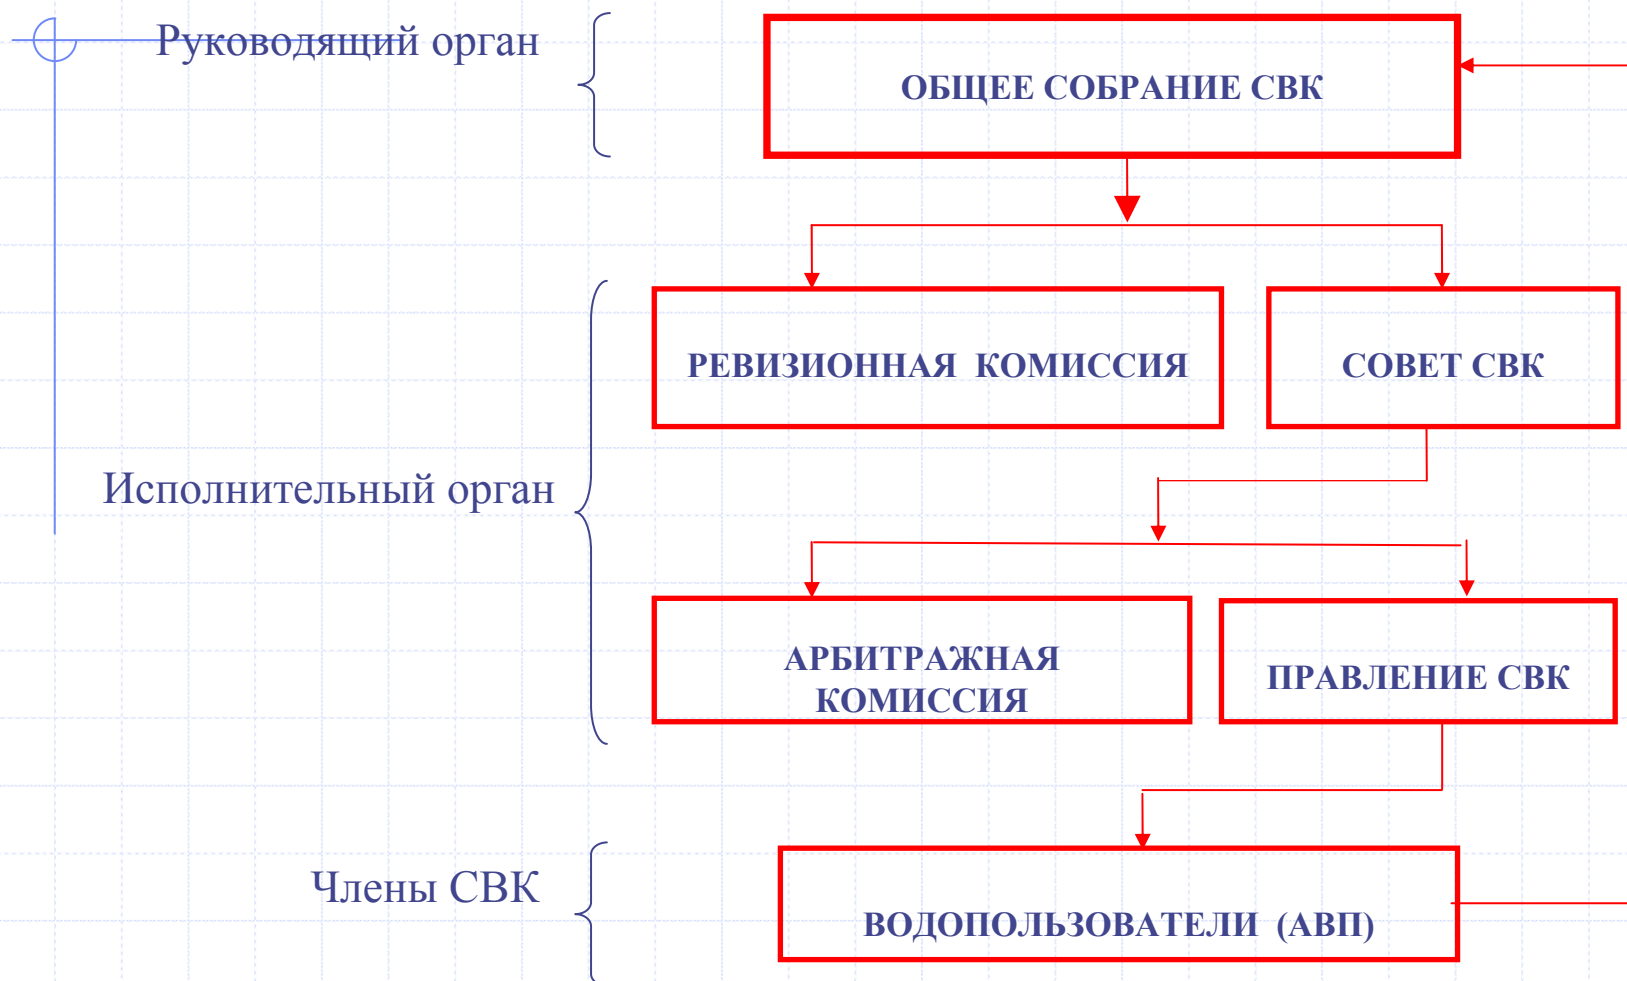 Руководящий орган
ОБЩЕЕ СОБРАНИЕ СВК
РЕВИЗИОННАЯ КОМИССИЯ
СОВЕТ СВК
Исполнительный орган
АРБИТРАЖНАЯ
КОМИССИЯ
ПРАВЛЕНИЕ СВК
Члены СВК
ВОДОПОЛЬЗОВАТЕЛИ (АВП)